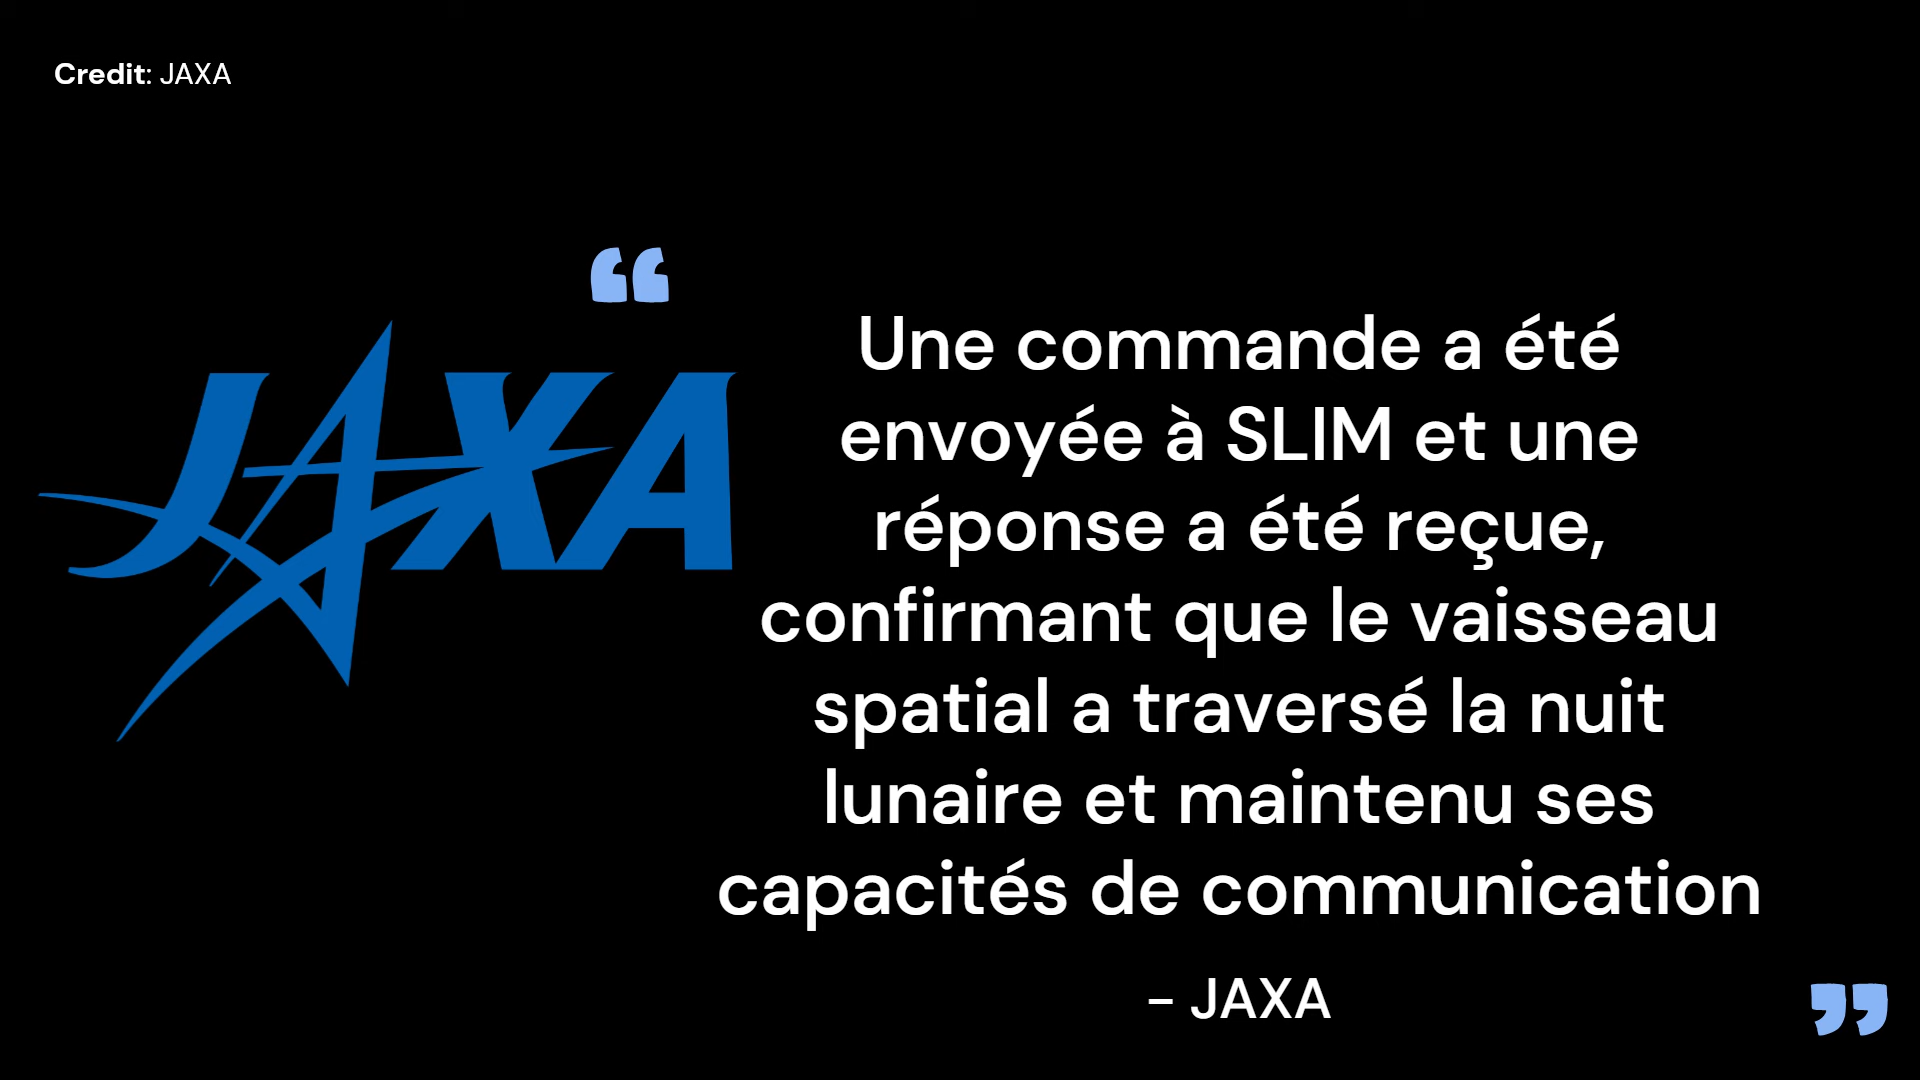 Credit: JAXA
JAXA
“
Une commande a été
envoyée à SLIM et une
réponse a été reçue,
confirmant que le vaisseau
spatial a traversé la nuit
lunaire et maintenu ses
capacités de communication
– JAXA
”